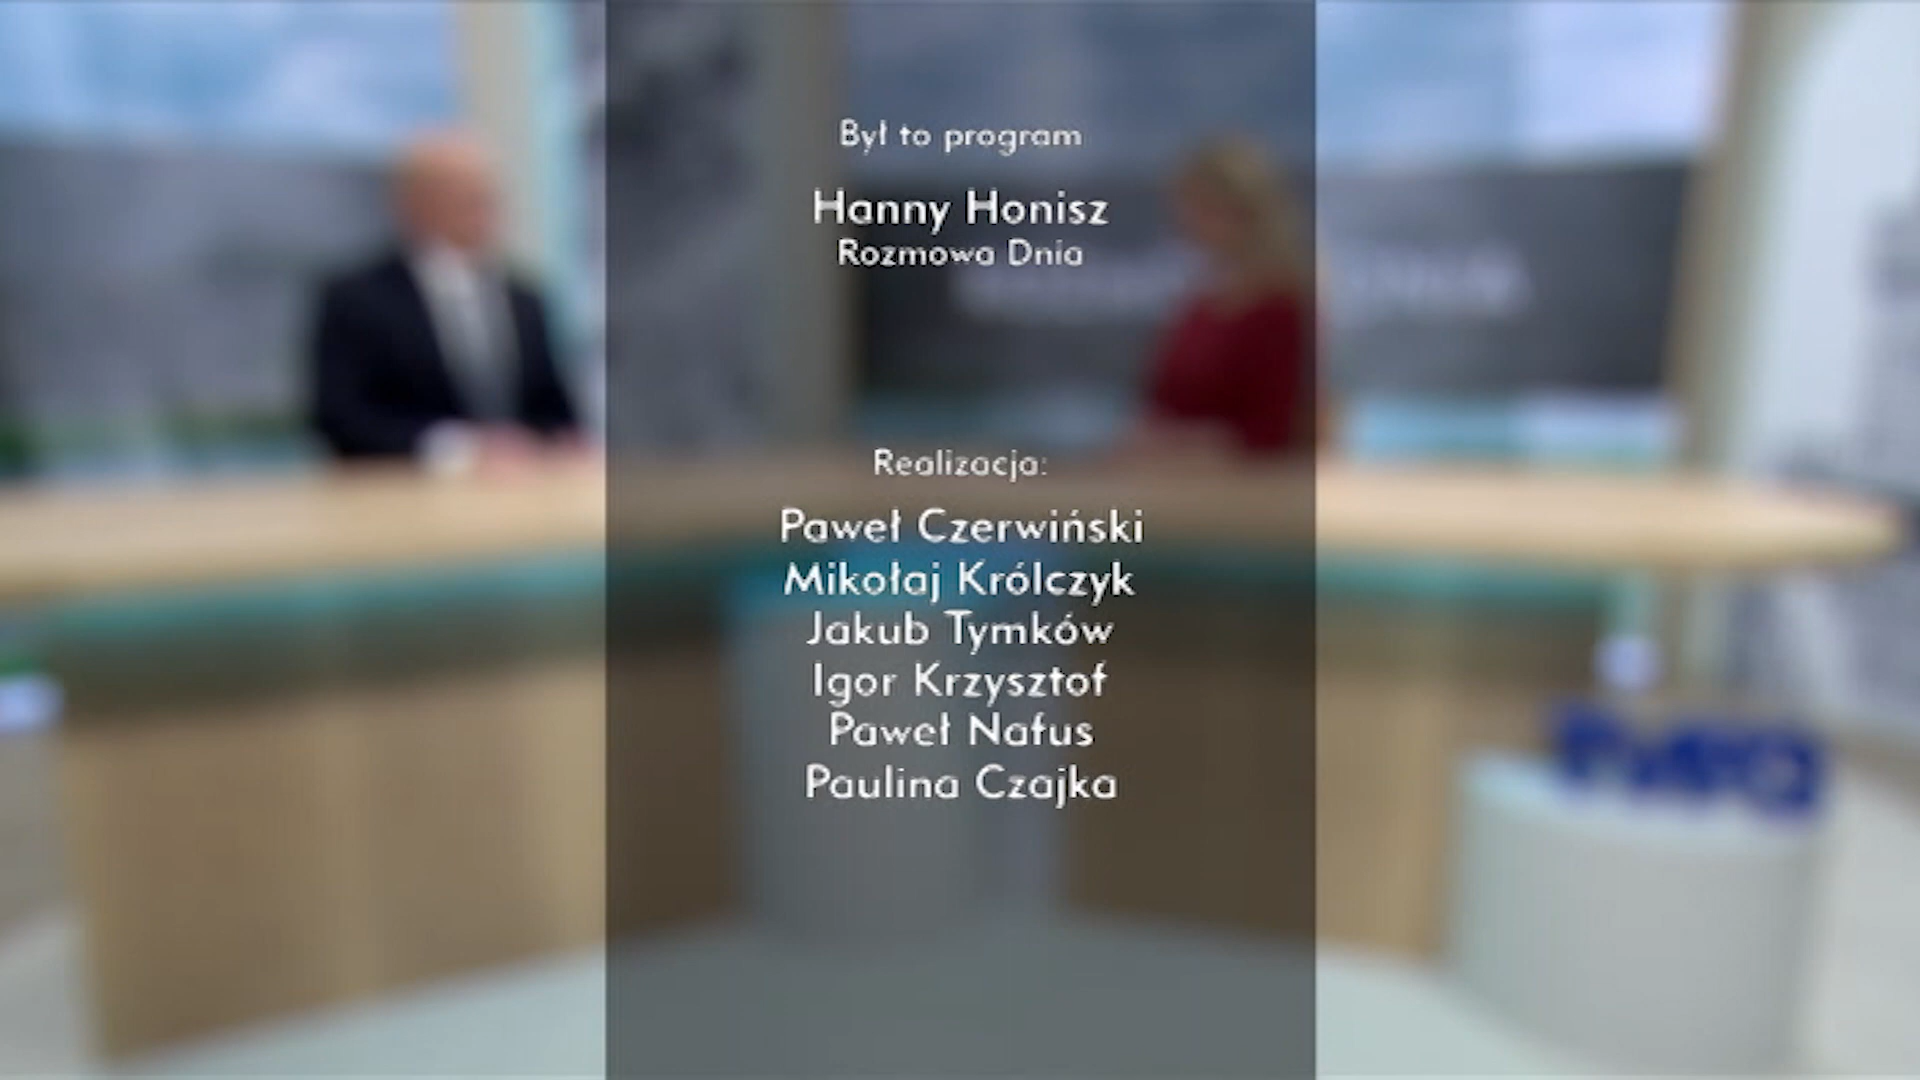 Był to program
Hanny Honisz
Rozmowa Dnia
Realizacja:
Paweł Czerwiński
Mikołaj Królczyk
Jakub Tymków
Igor Krzysztof
Paweł Nafus
Paulina Czajka